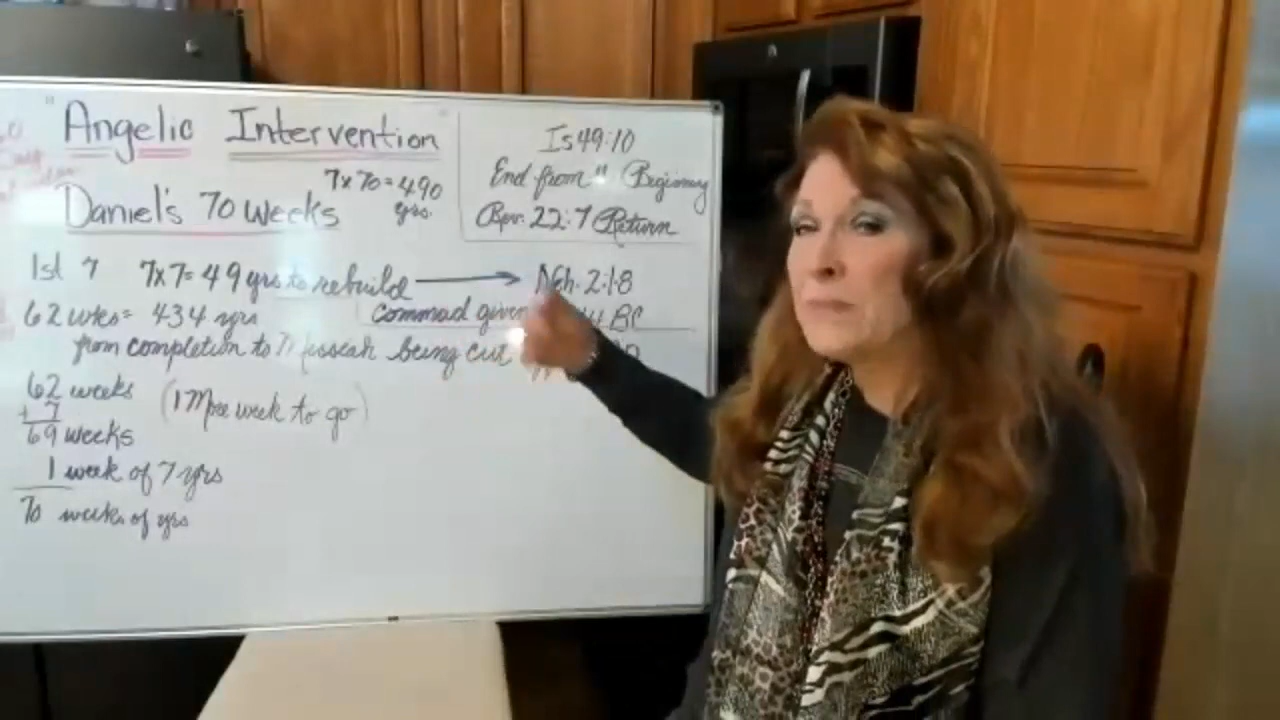 "Angelic Intervention"
7x70=490
yrs.
Daniel's 70 Weeks
Is 49:10
End from Beginning
Rev. 22:7 Return
1st 7 7x7=49 yrs to rebuild
Neh. 2:1-8
62 wks= 434 yrs
Commad given
BC
from completion to Messeah being cut
62 weeks
+ 7
69 weeks
(1 More week to go)
1 week of 7 yrs
70 weeks of yrs